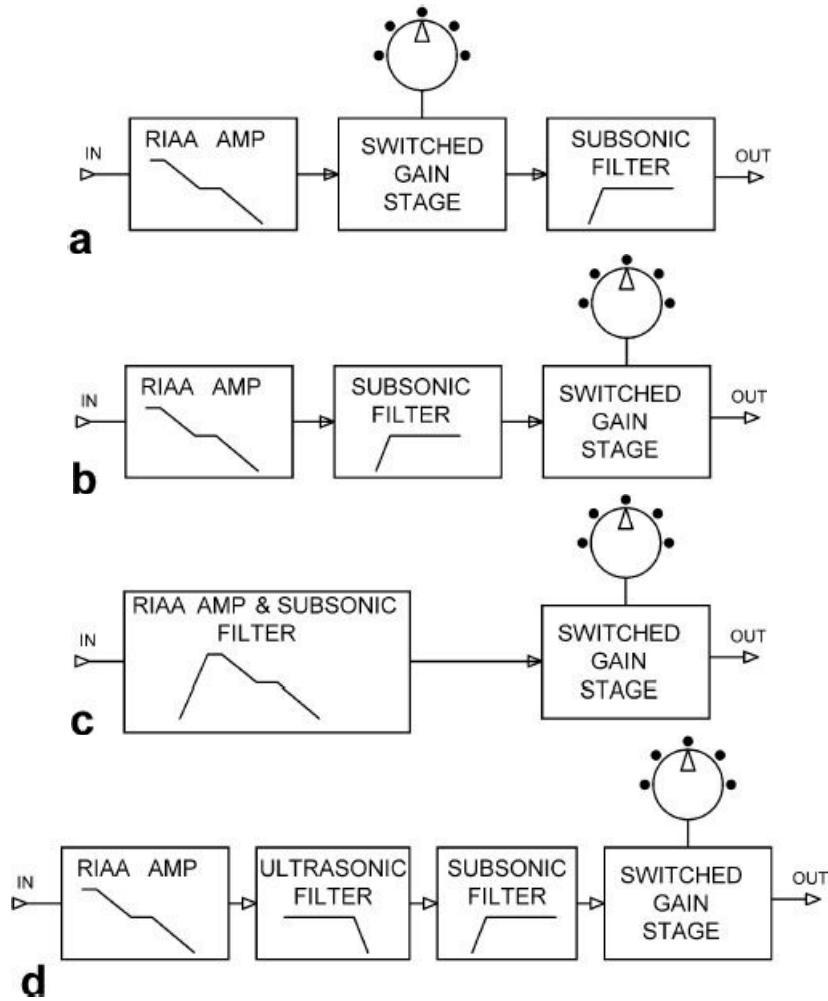 IN
RIAA AMP
SWITCHED
GAIN
STAGE
SUBSONIC
FILTER
OUT
a
IN
RIAA AMP
SUBSONIC
FILTER
SWITCHED
GAIN
STAGE
OUT
b
IN
RIAA AMP & SUBSONIC
FILTER
SWITCHED
GAIN
STAGE
OUT
c
IN
RIAA AMP
ULTRASONIC
FILTER
SUBSONIC
FILTER
SWITCHED
GAIN
STAGE
OUT
d